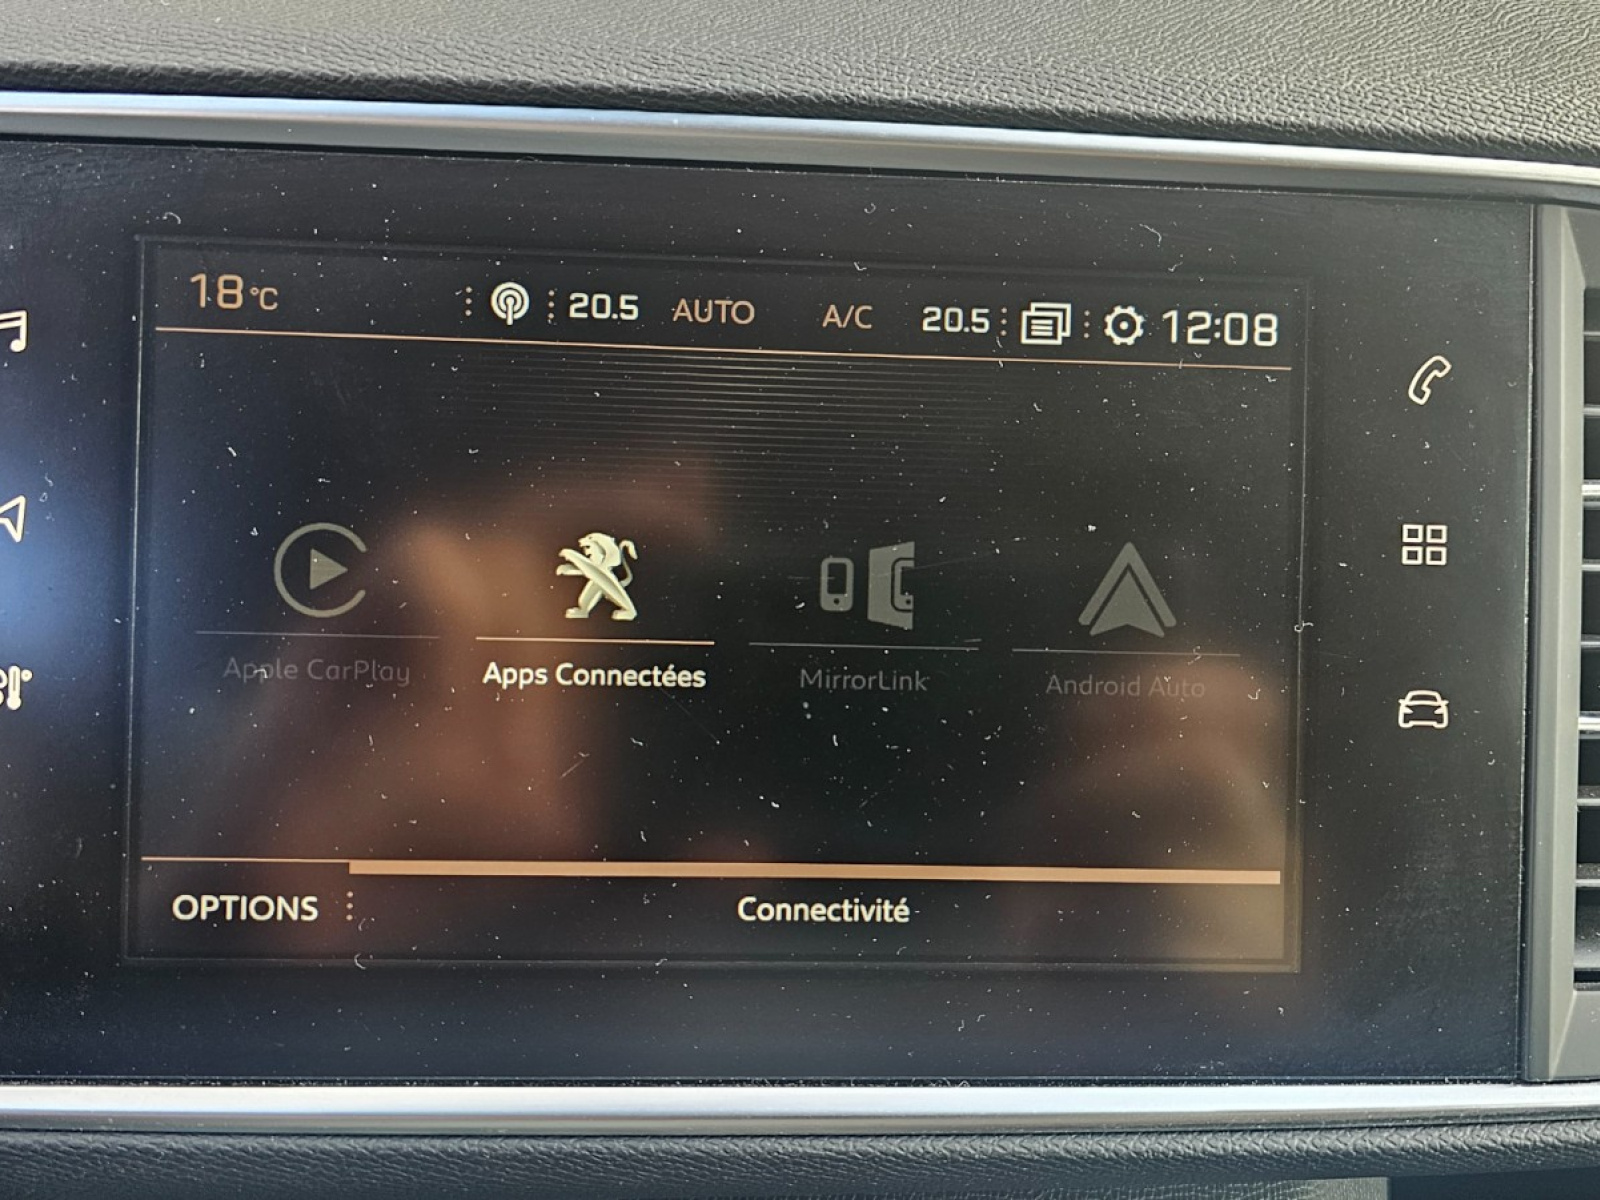 18°C 20.5 AUTO A/C 20.5 12:08
Apple CarPlay Apps Connectées MirrorLink Android Auto
OPTIONS Connectivité